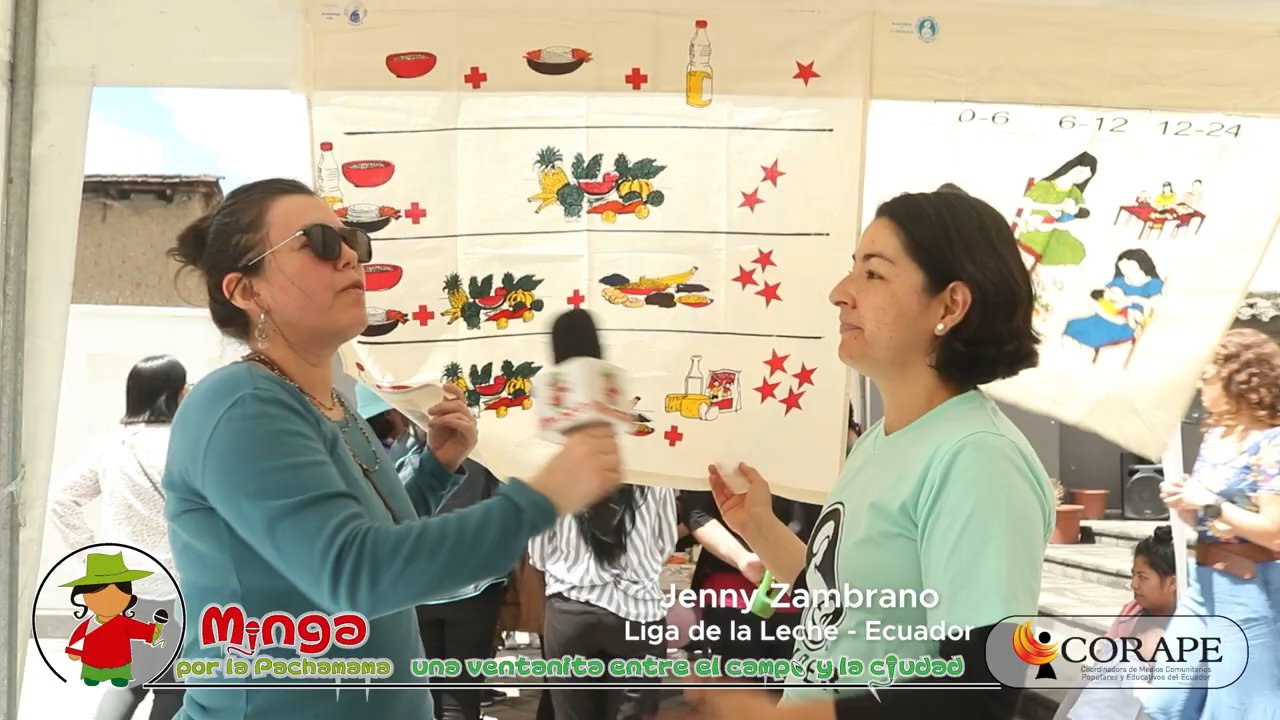 0-6 6-12 12-24
Jenny Zambrano
Liga de la Leche - Ecuador
Minga
por la Pachamama
una ventanita entre el campo y la ciudad
CORAPE
Coordinadora de Medios Comunitarios
Populares y Educativos del Ecuador